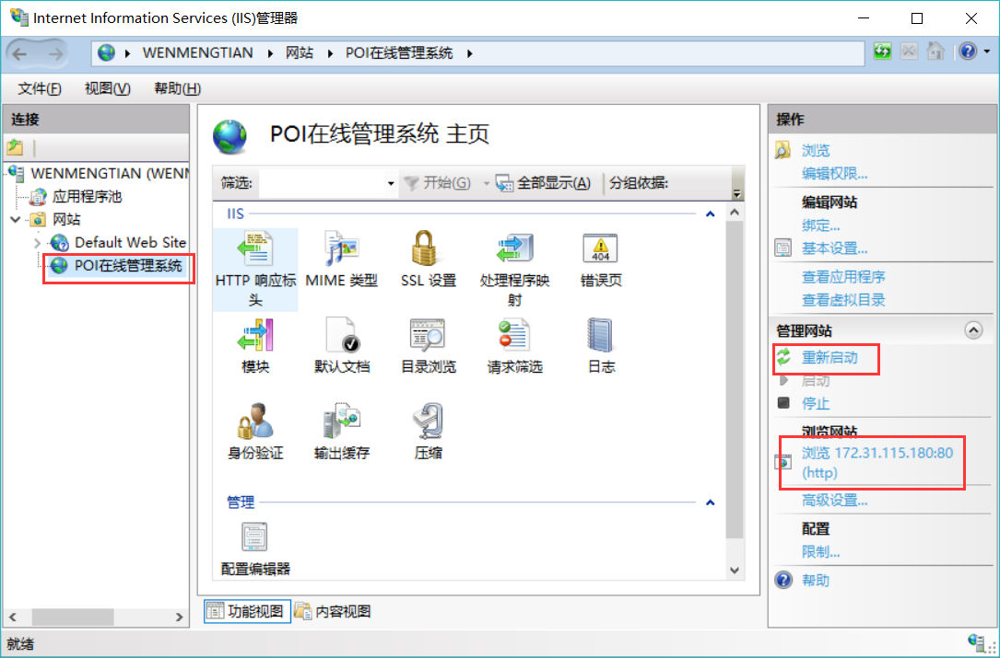 Internet Information Services (IIS)管理器
WENMENGTIAN 网站 POI在线管理系统
文件(F) 视图(V) 帮助(H)
连接
WENMENGTIAN (WEN
应用程序池
网站
Default Web Site
POI在线管理系统
POI在线管理系统 主页
筛选: 开始(G) 全部显示(A) 分组依据:
IIS
HTTP 响应标
头
MIME 类型
SSL 设置
处理程序映
射
404
错误页
模块
默认文档
目录浏览
请求筛选
日志
身份验证
输出缓存
压缩
管理
配置编辑器
功能视图 内容视图
操作
浏览
编辑权限...
编辑网站
绑定...
基本设置...
查看应用程序
查看虚拟目录
管理网站
重新启动
启动
停止
浏览网站
浏览 172.31.115.180:80
(http)
高级设置...
配置
限制...
帮助
就绪